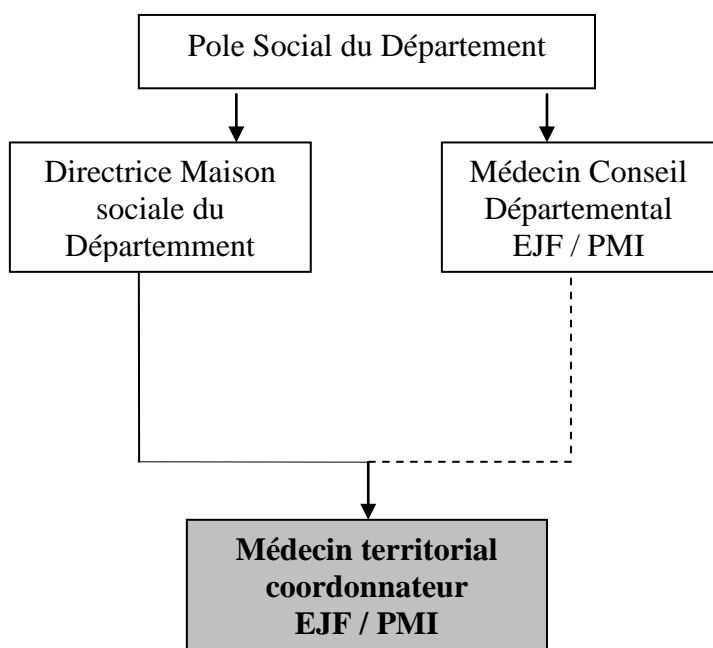 Pole Social du Département
Directrice Maison
sociale du
Départemment
Médecin Conseil
Départemental
EJF / PMI
Médecin territorial
coordonnateur
EJF / PMI